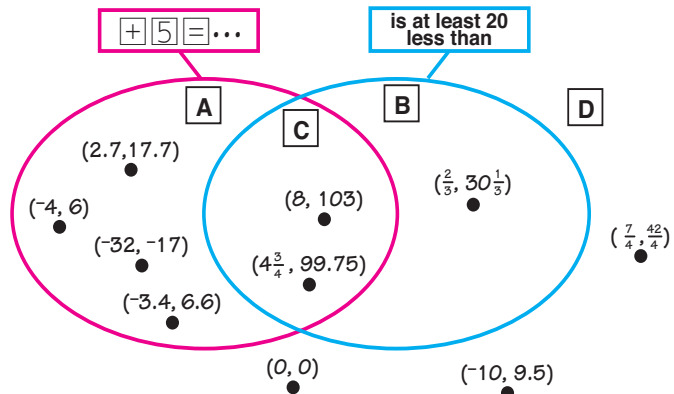 + 5 = ...
is at least 20
less than
A
B
C
D
(2.7,17.7)
(⁻4, 6)
(8, 103)
(2/3, 30 1/3)
(7/4, 42/4)
(⁻32, ⁻17)
(4 3/4, 99.75)
(⁻3.4, 6.6)
(0, 0)
(⁻10, 9.5)